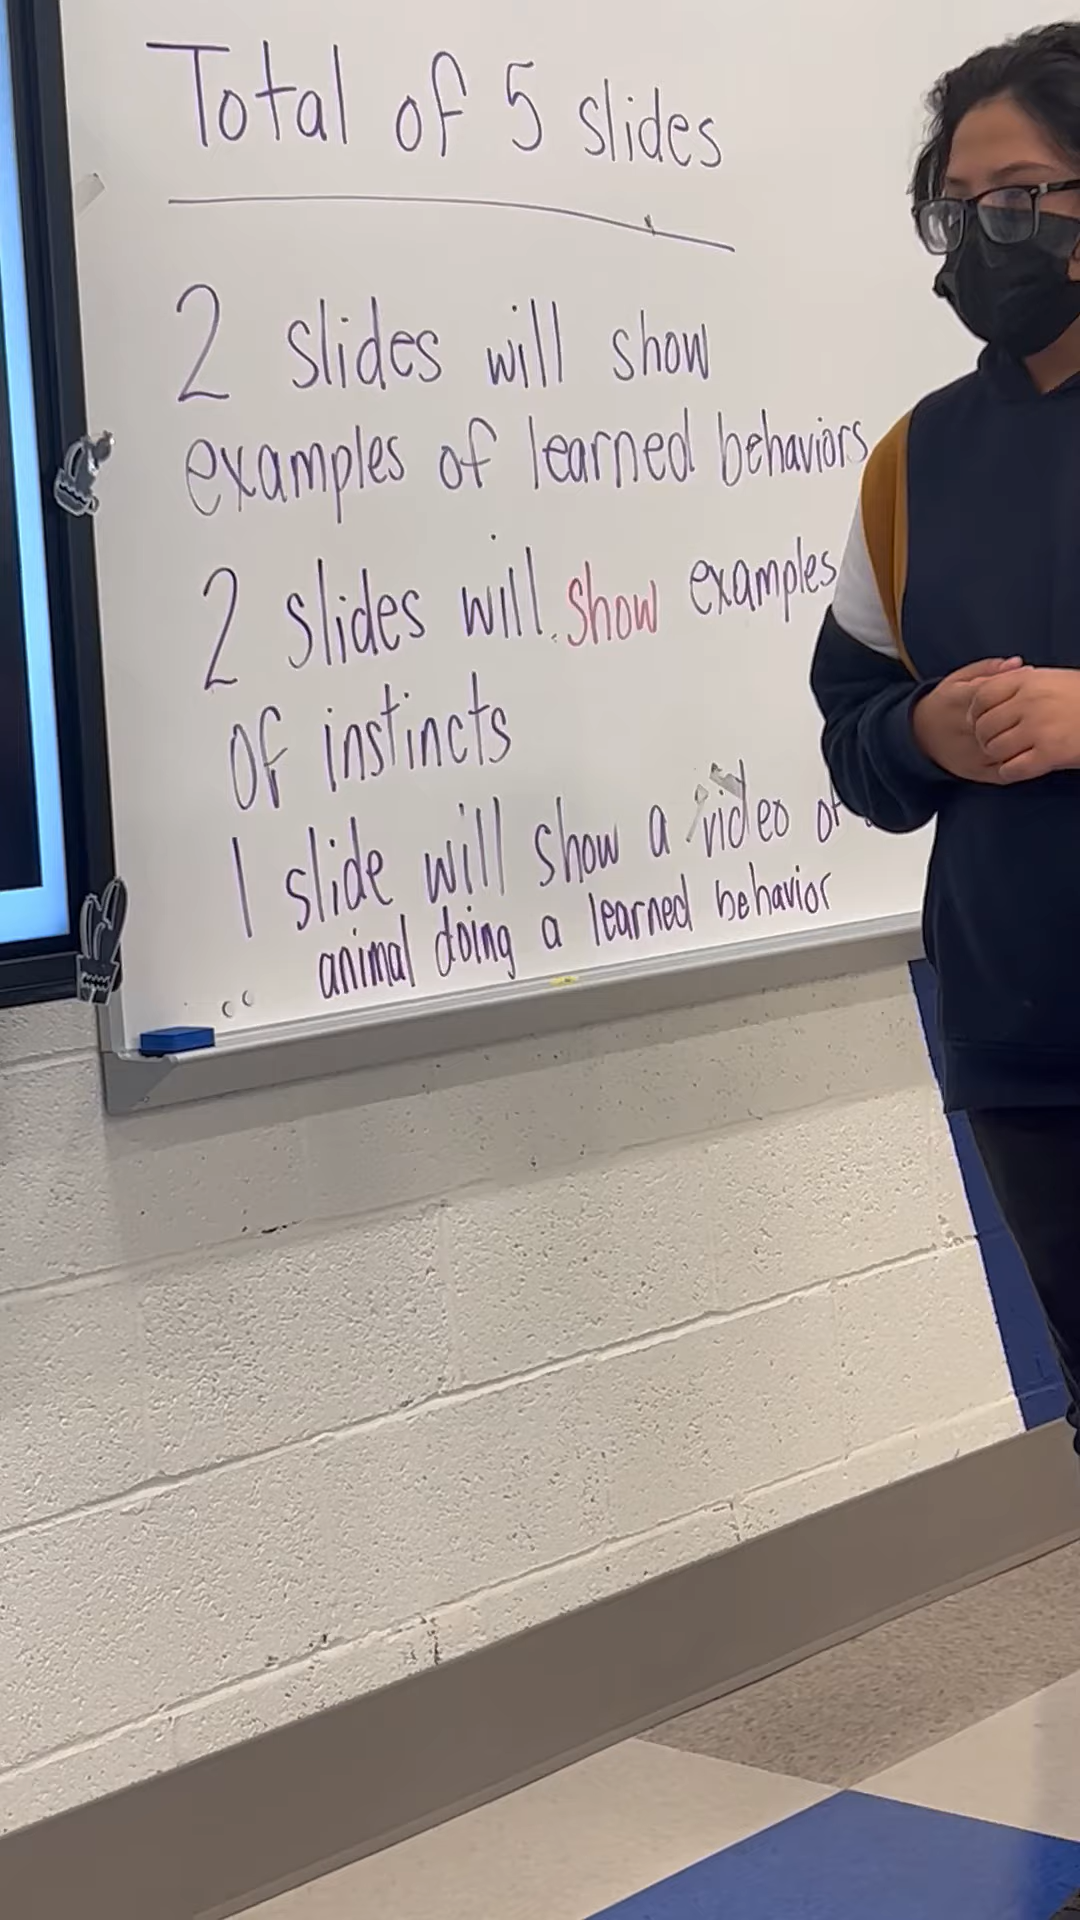 Total of 5 slides
2 slides will show
examples of learned behaviors
2 slides will show examples
of instincts
1 slide will show a video of
animal doing a learned behavior